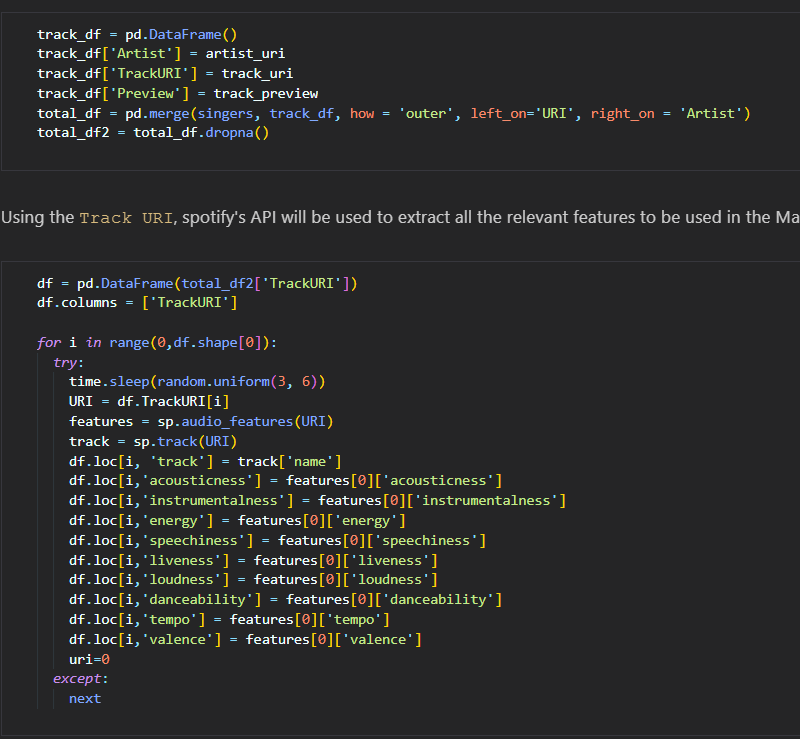 track_df = pd.DataFrame()
track_df['Artist'] = artist_uri
track_df['TrackURI'] = track_uri
track_df['Preview'] = track_preview
total_df = pd.merge(singers, track_df, how = 'outer', left_on='URI', right_on = 'Artist')
total_df2 = total_df.dropna()
Using the Track URI, spotify's API will be used to extract all the relevant features to be used in the Ma
df = pd.DataFrame(total_df2['TrackURI'])
df.columns = ['TrackURI']
for i in range(0,df.shape[0]):
try:
time.sleep(random.uniform(3, 6))
URI = df.TrackURI[i]
features = sp.audio_features(URI)
track = sp.track(URI)
df.loc[i, 'track'] = track['name']
df.loc[i,'acousticness'] = features[0]['acousticness']
df.loc[i,'instrumentalness'] = features[0]['instrumentalness']
df.loc[i,'energy'] = features[0]['energy']
df.loc[i,'speechiness'] = features[0]['speechiness']
df.loc[i,'liveness'] = features[0]['liveness']
df.loc[i,'loudness'] = features[0]['loudness']
df.loc[i,'danceability'] = features[0]['danceability']
df.loc[i,'tempo'] = features[0]['tempo']
df.loc[i,'valence'] = features[0]['valence']
uri=0
except:
next